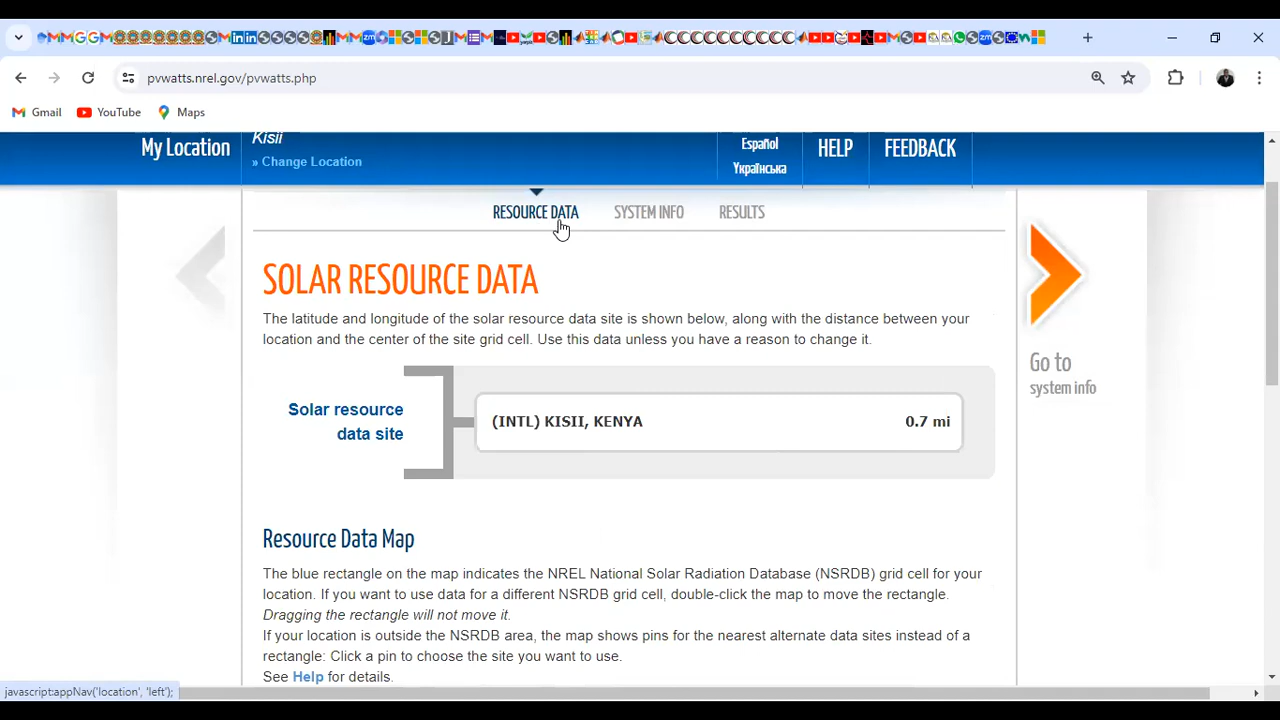 pvwatts.nrel.gov/pvwatts.php
Gmail YouTube Maps
My Location
Kisii
» Change Location
Español
Українська
HELP
FEEDBACK
RESOURCE DATA SYSTEM INFO RESULTS
SOLAR RESOURCE DATA
The latitude and longitude of the solar resource data site is shown below, along with the distance between your
location and the center of the site grid cell. Use this data unless you have a reason to change it.
Solar resource
data site
(INTL) KISII, KENYA 0.7 mi
Go to
system info
Resource Data Map
The blue rectangle on the map indicates the NREL National Solar Radiation Database (NSRDB) grid cell for your
location. If you want to use data for a different NSRDB grid cell, double-click the map to move the rectangle.
Dragging the rectangle will not move it.
If your location is outside the NSRDB area, the map shows pins for the nearest alternate data sites instead of a
rectangle: Click a pin to choose the site you want to use.
See Help for details.
javascript:appNav('location', 'left');